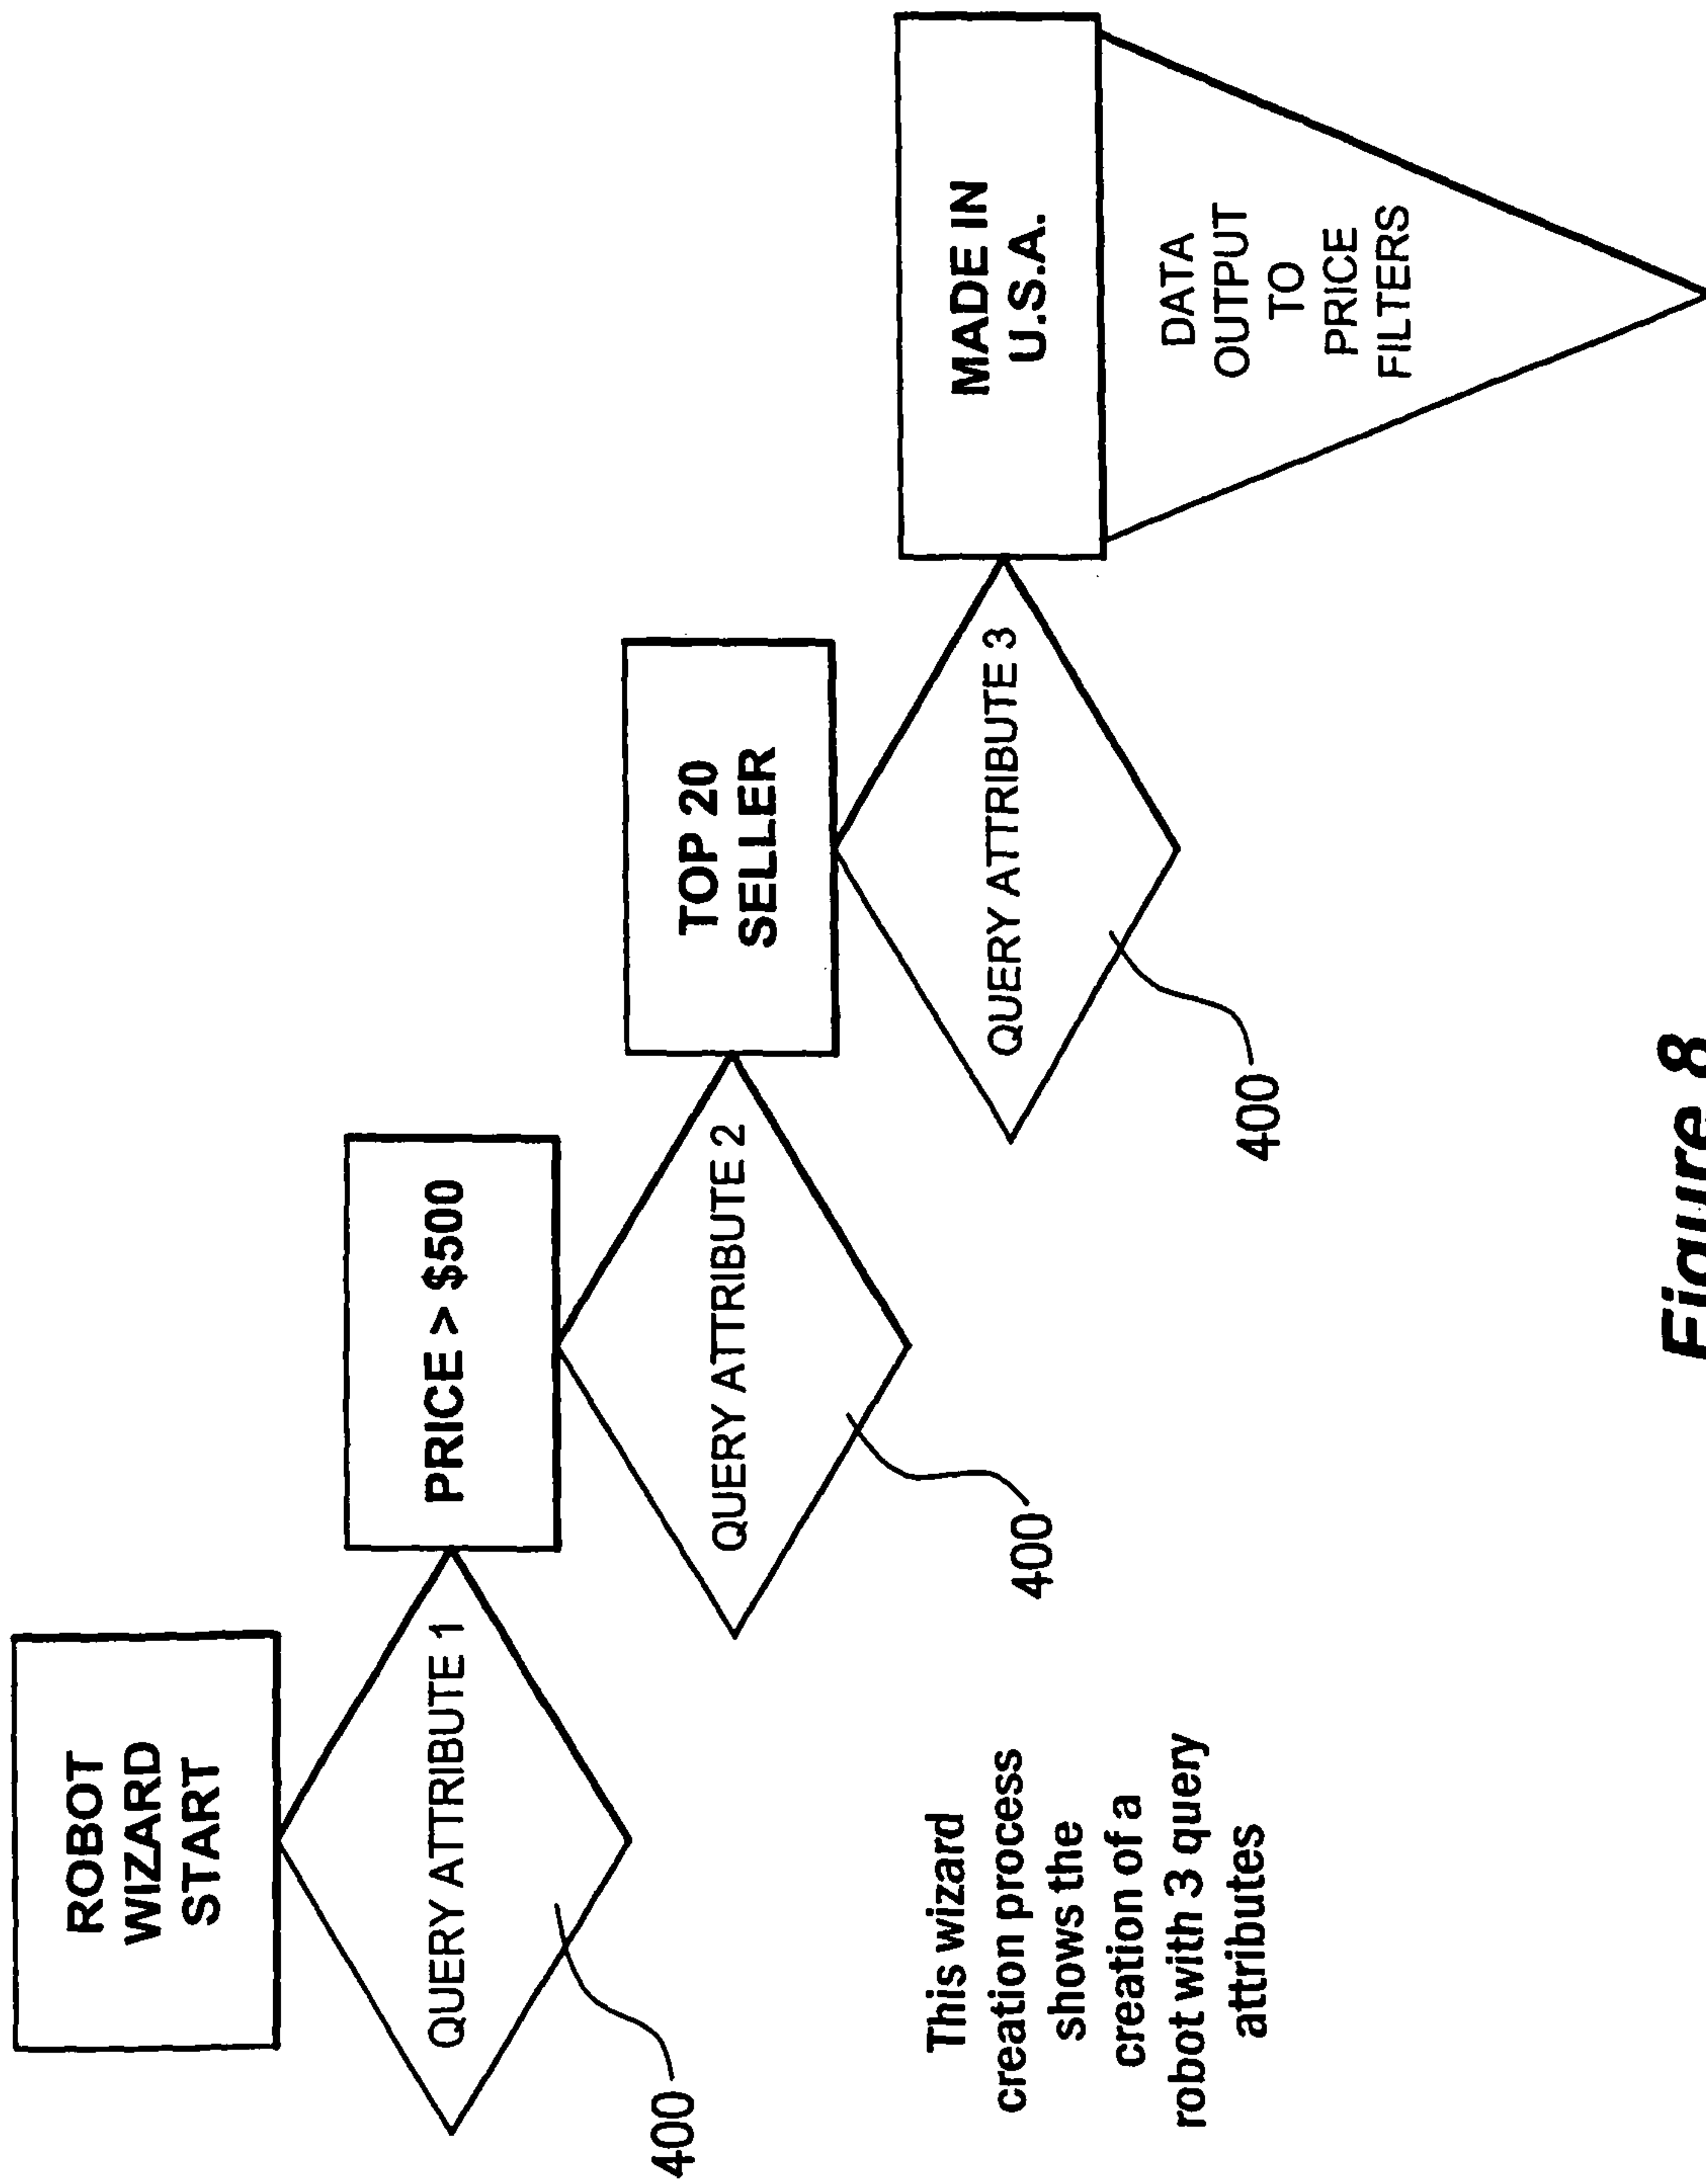 ROBOT
WIZARD
START
QUERY ATTRIBUTE 1
400
PRICE > $500
QUERY ATTRIBUTE 2
400
TOP 20
SELLER
QUERY ATTRIBUTE 3
400
MADE IN
U.S.A.
DATA
OUTPUT
TO
PRICE
FILTERS
This wizard
creation process
shows the
creation of a
robot with 3 query
attributes
Figure 8